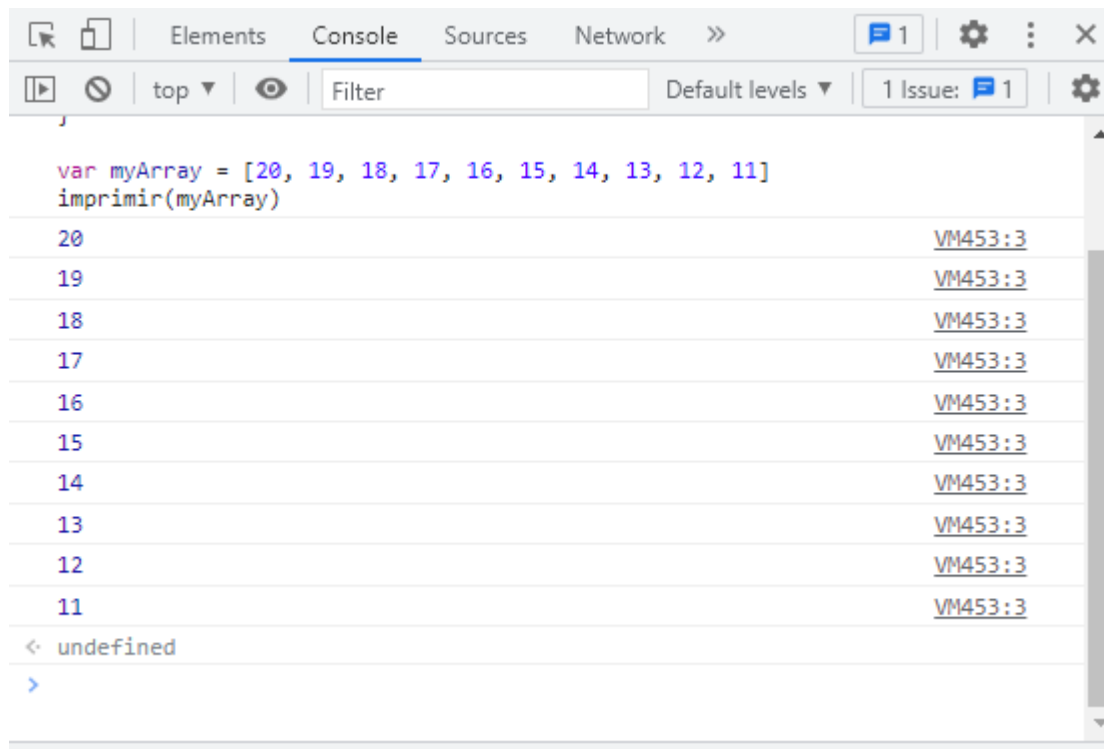 Elements Console Sources Network » 1
top ▼ Filter Default levels ▼ 1 Issue: 1
}
var myArray = [20, 19, 18, 17, 16, 15, 14, 13, 12, 11]
imprimir(myArray)
20 VM453:3
19 VM453:3
18 VM453:3
17 VM453:3
16 VM453:3
15 VM453:3
14 VM453:3
13 VM453:3
12 VM453:3
11 VM453:3
undefined